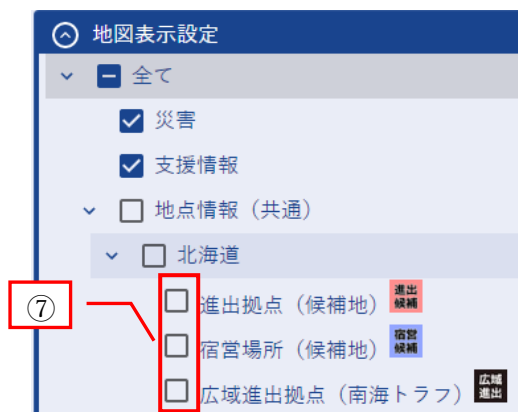 地図表示設定
全て
災害
支援情報
地点情報（共通）
北海道
⑦
進出拠点（候補地） 進出候補
宿営場所（候補地） 宿営候補
広域進出拠点（南海トラフ） 広域進出